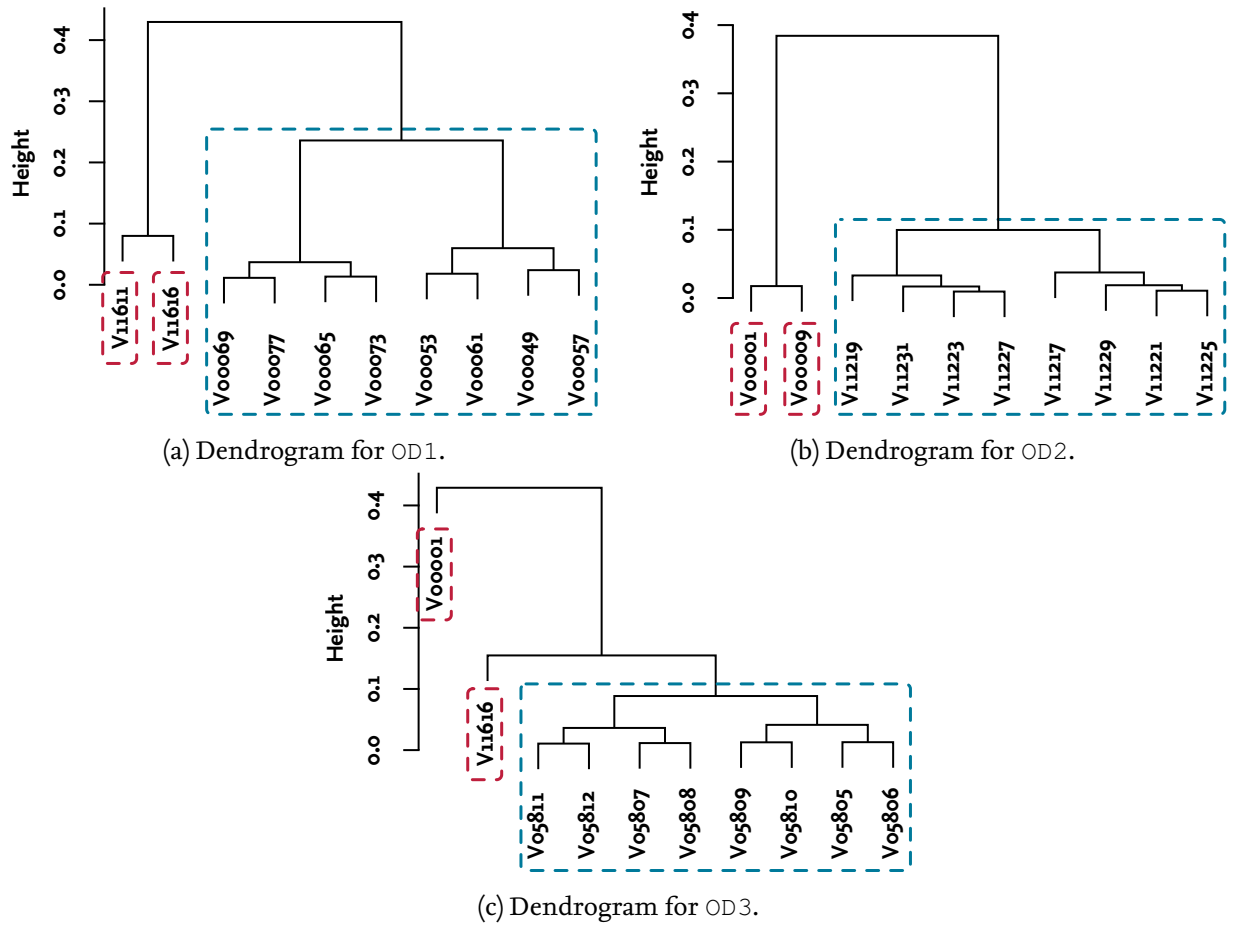 Height
0.0
0.1
0.2
0.3
0.4
V11611
V11616
V00069
V00077
V00065
V00073
V00053
V00061
V00049
V00057
(a) Dendrogram for OD1.
Height
0.0
0.1
0.2
0.3
0.4
V00001
V00009
V11219
V11231
V11223
V11227
V11217
V11229
V11221
V11225
(b) Dendrogram for OD2.
Height
0.0
0.1
0.2
0.3
0.4
V00001
V11616
V05811
V05812
V05807
V05808
V05809
V05810
V05805
V05806
(c) Dendrogram for OD3.